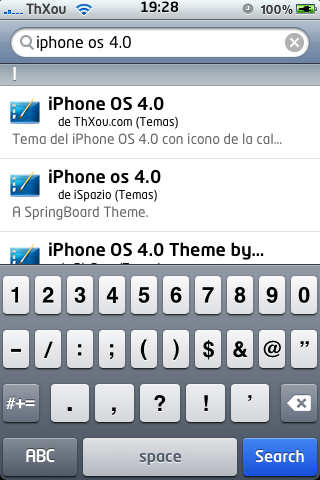 ThXou 19:28 100%
iphone os 4.0
I
iPhone OS 4.0
de ThXou.com (Temas)
Tema del iPhone OS 4.0 con icono de la cal...
iPhone os 4.0
de iSpazio (Temas)
A SpringBoard Theme.
iPhone OS 4.0 Theme by...
1 2 3 4 5 6 7 8 9 0
- / : ; ( ) $ & @ "
#+= . , ? ! '
ABC space Search